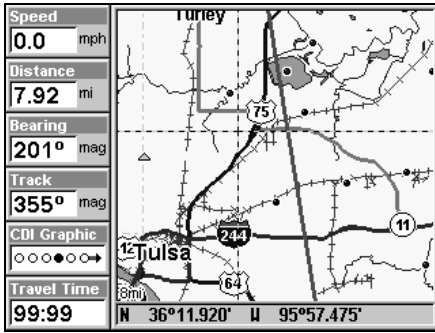 Speed
0.0 mph
Distance
7.92 mi
Bearing
201º mag
Track
355º mag
CDI Graphic
Travel Time
99:99
Turley
75
11
244
12
Tulsa
64
8mi
N 36º11.920' W 95º57.475'